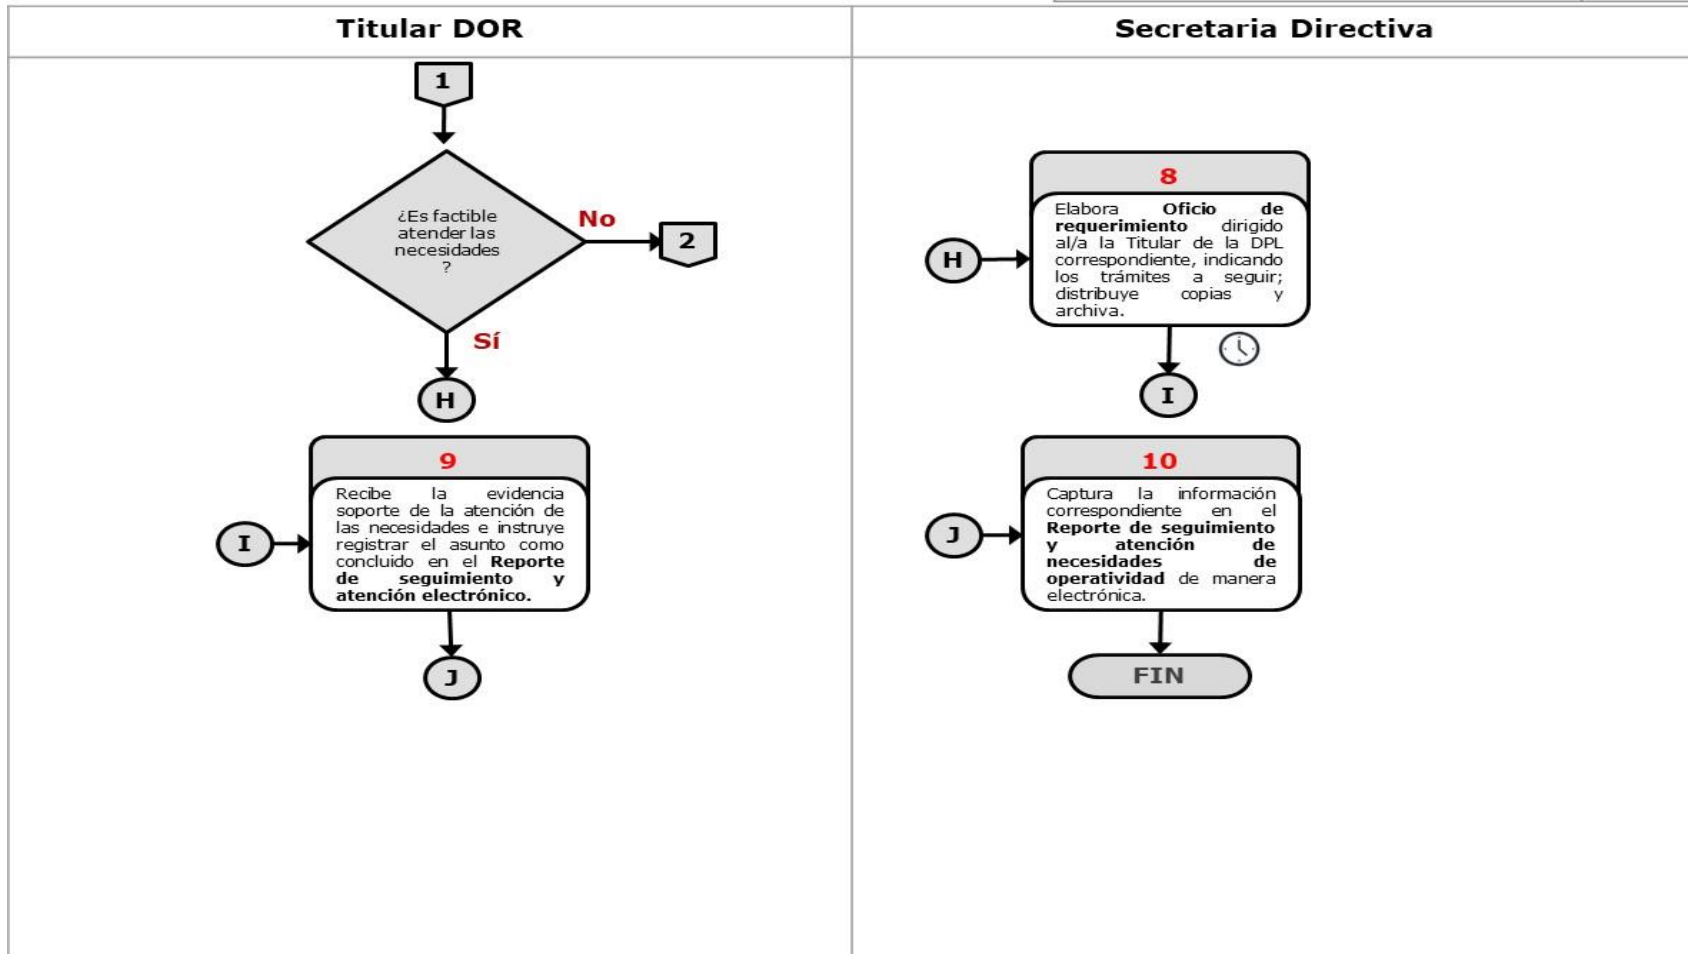 Titular DOR
Secretaria Directiva
1
¿Es factible
atender las
necesidades
?
No
2
Sí
H
H
8
Elabora Oficio de
requerimiento dirigido
al/a la Titular de la DPL
correspondiente, indicando
los trámites a seguir;
distribuye copias y
archiva.
I
9
I
Recibe la evidencia
soporte de la atención de
las necesidades e instruye
registrar el asunto como
concluido en el Reporte
de seguimiento y
atención electrónico.
J
10
J
Captura la información
correspondiente en el
Reporte de seguimiento
y atención de
necesidades de
operatividad de manera
electrónica.
FIN